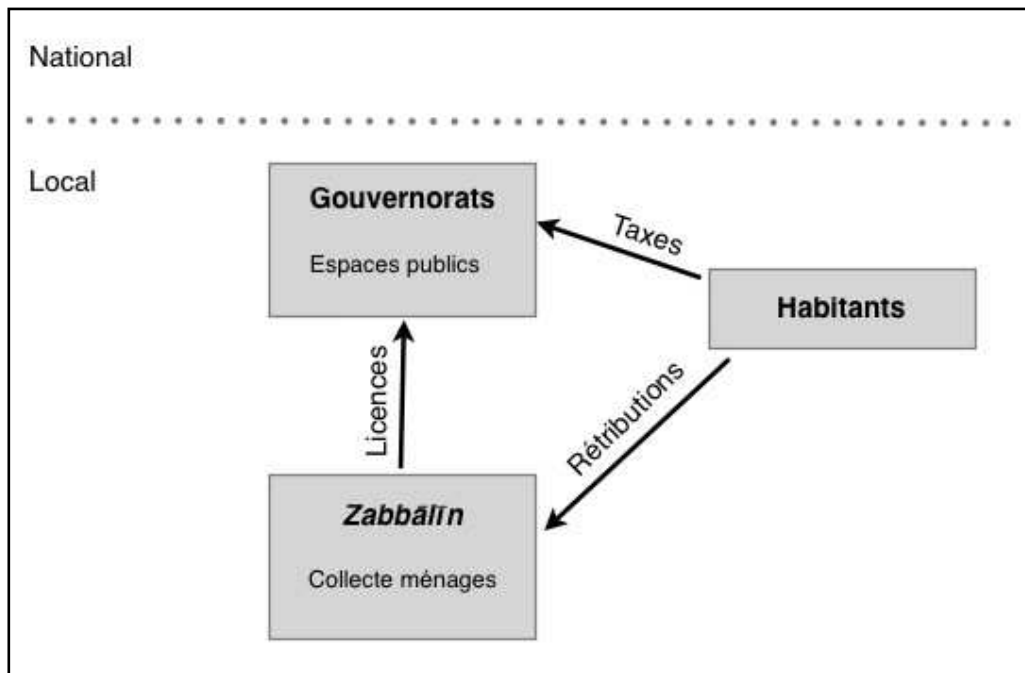 National
Local
Gouvernorats
Espaces publics
Taxes
Habitants
Licences
Rétributions
Zabbālīn
Collecte ménages